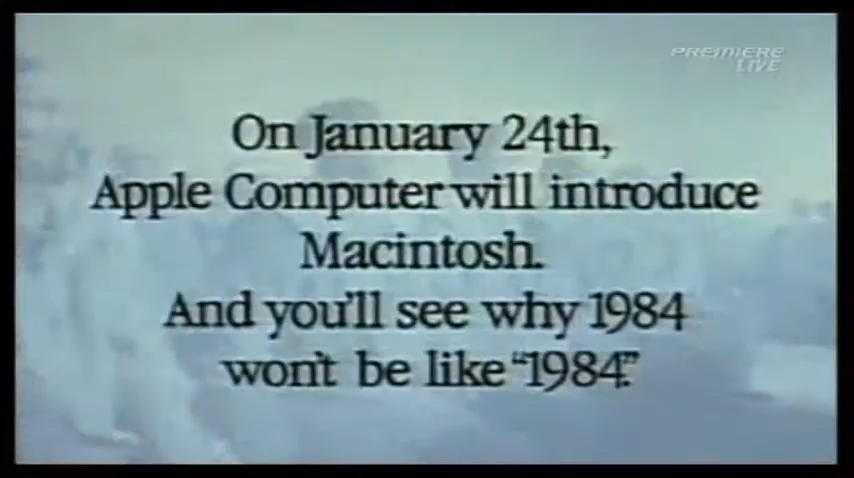 PREMIERE
LIVE
On January 24th,
Apple Computer will introduce
Macintosh.
And you'll see why 1984
won't be like “1984.”